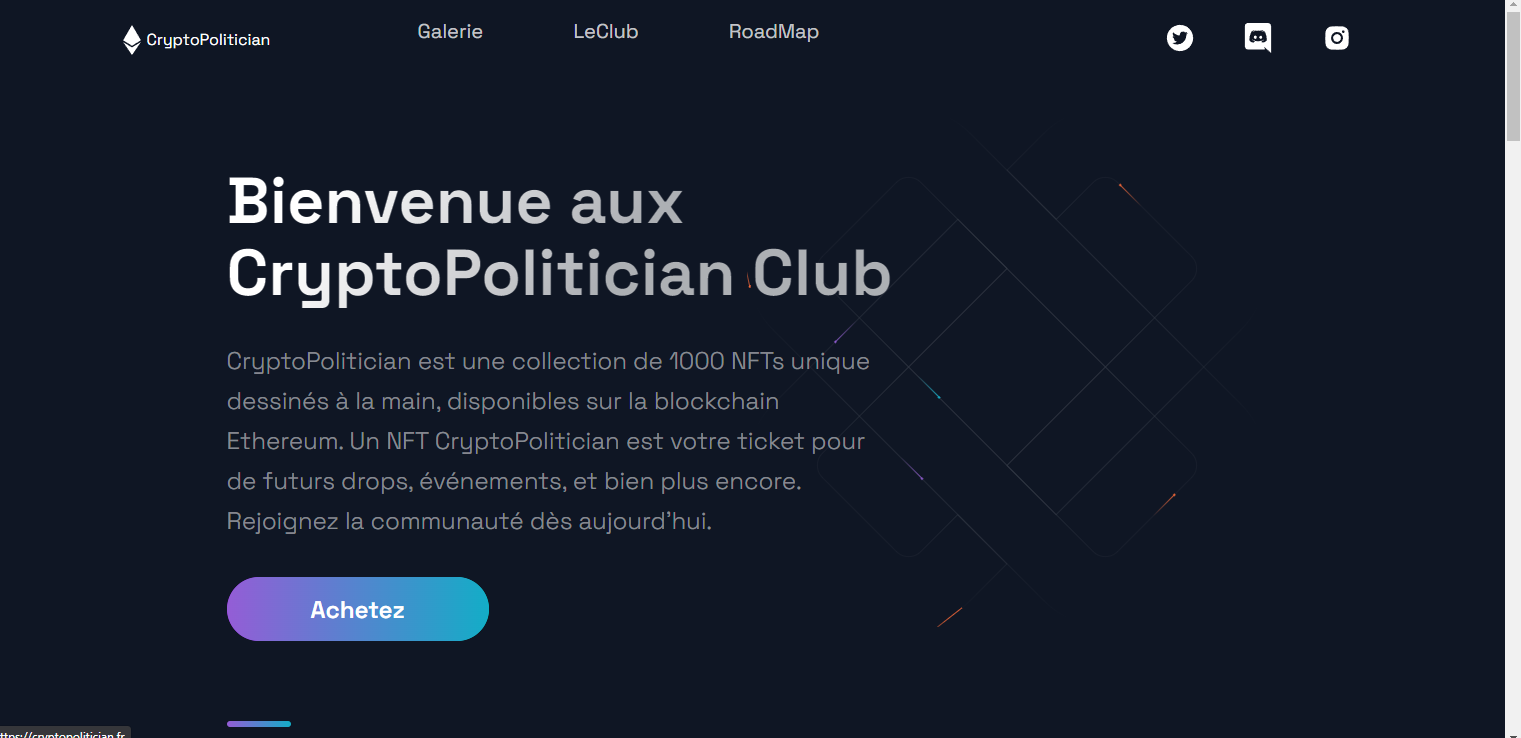 CryptoPolitician
Galerie
LeClub
RoadMap
Bienvenue aux
CryptoPolitician Club
CryptoPolitician est une collection de 1000 NFTs unique
dessinés à la main, disponibles sur la blockchain
Ethereum. Un NFT CryptoPolitician est votre ticket pour
de futurs drops, événements, et bien plus encore.
Rejoignez la communauté dès aujourd'hui.
Achetez
ttps://cryptopolitician.fr